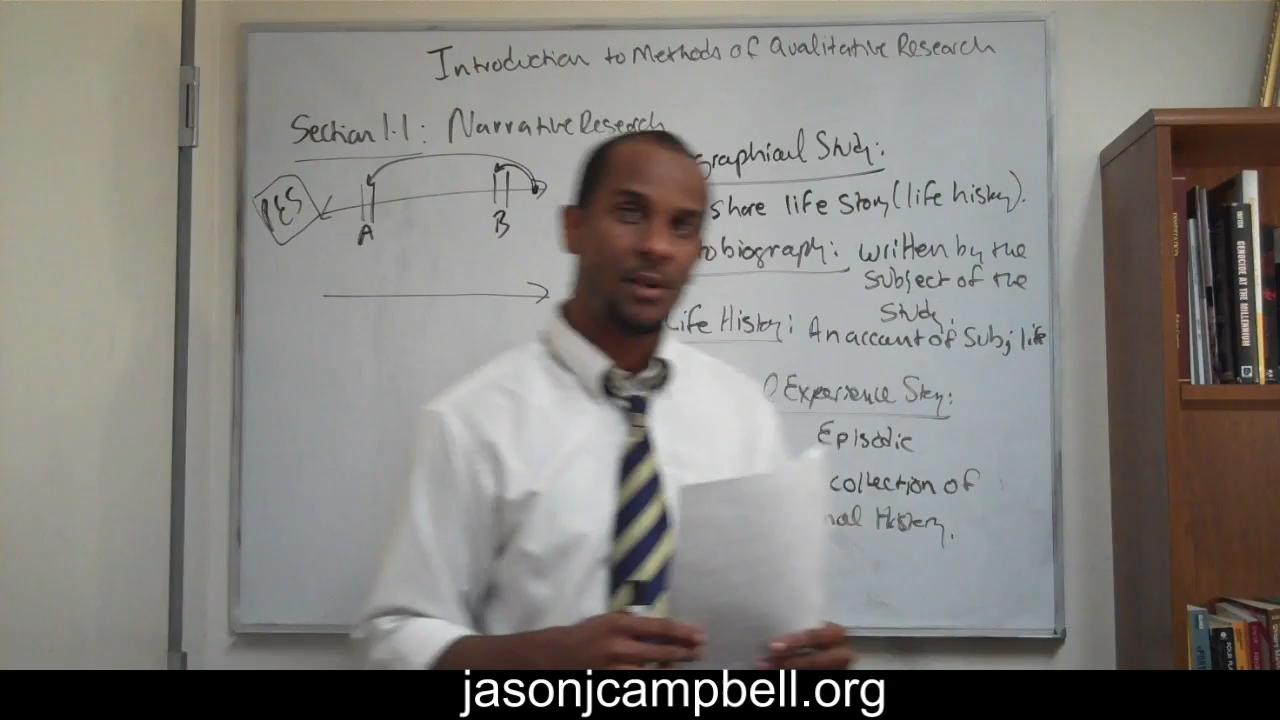 Introduction to Methods of Qualitative Research
Section 1.1: Narrative Research
graphical Study:
share life story (life history).
PES
A
B
obiography: written by the
subject of the
study.
Life History: An account of Subj life
Experience Story:
Episodic
collection of
nal History.
GENOCIDE AT THE MILLENNIUM
jasonjcampbell.org